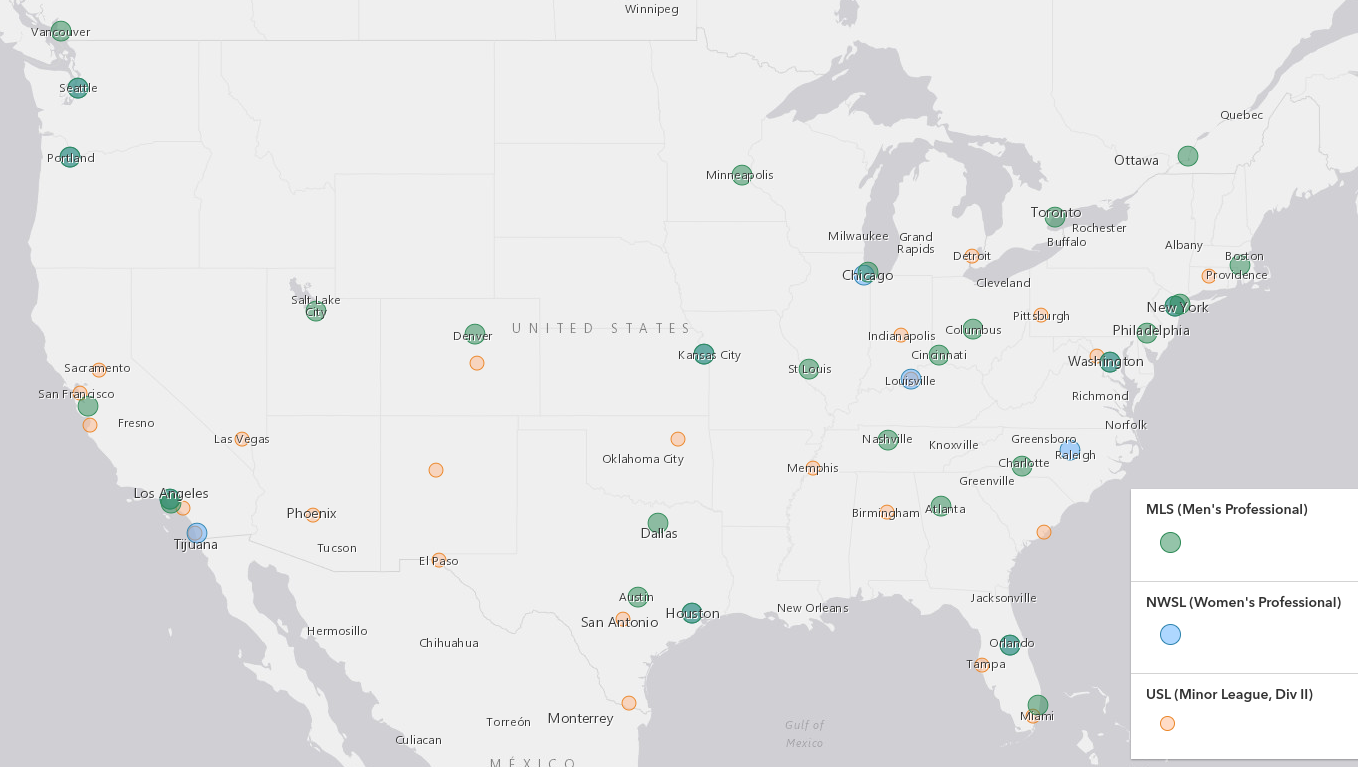 Winnipeg
Vancouver
Seattle
Quebec
Portland
Ottawa
Minneapolis
Toronto
Rochester
Milwaukee
Grand
Rapids
Buffalo
Albany
Detroit
Boston
Chicago
Providence
Cleveland
Salt Lake
City
New York
Pittsburgh
UNITED STATES
Denver
Indianapolis
Columbus
Philadelphia
Kansas City
Cincinnati
Washington
Sacramento
St Louis
Louisville
San Francisco
Richmond
Fresno
Norfolk
Las Vegas
Nashville
Knoxville
Greensboro
Oklahoma City
Raleigh
Memphis
Charlotte
Greenville
Los Angeles
Phoenix
Birmingham
Atlanta
Dallas
Tijuana
Tucson
El Paso
Austin
Jacksonville
New Orleans
Houston
San Antonio
Hermosillo
Chihuahua
Orlando
Tampa
Miami
Torreón
Monterrey
Gulf of
Mexico
Culiacan
MÉXICO
MLS (Men's Professional)
NWSL (Women's Professional)
USL (Minor League, Div II)